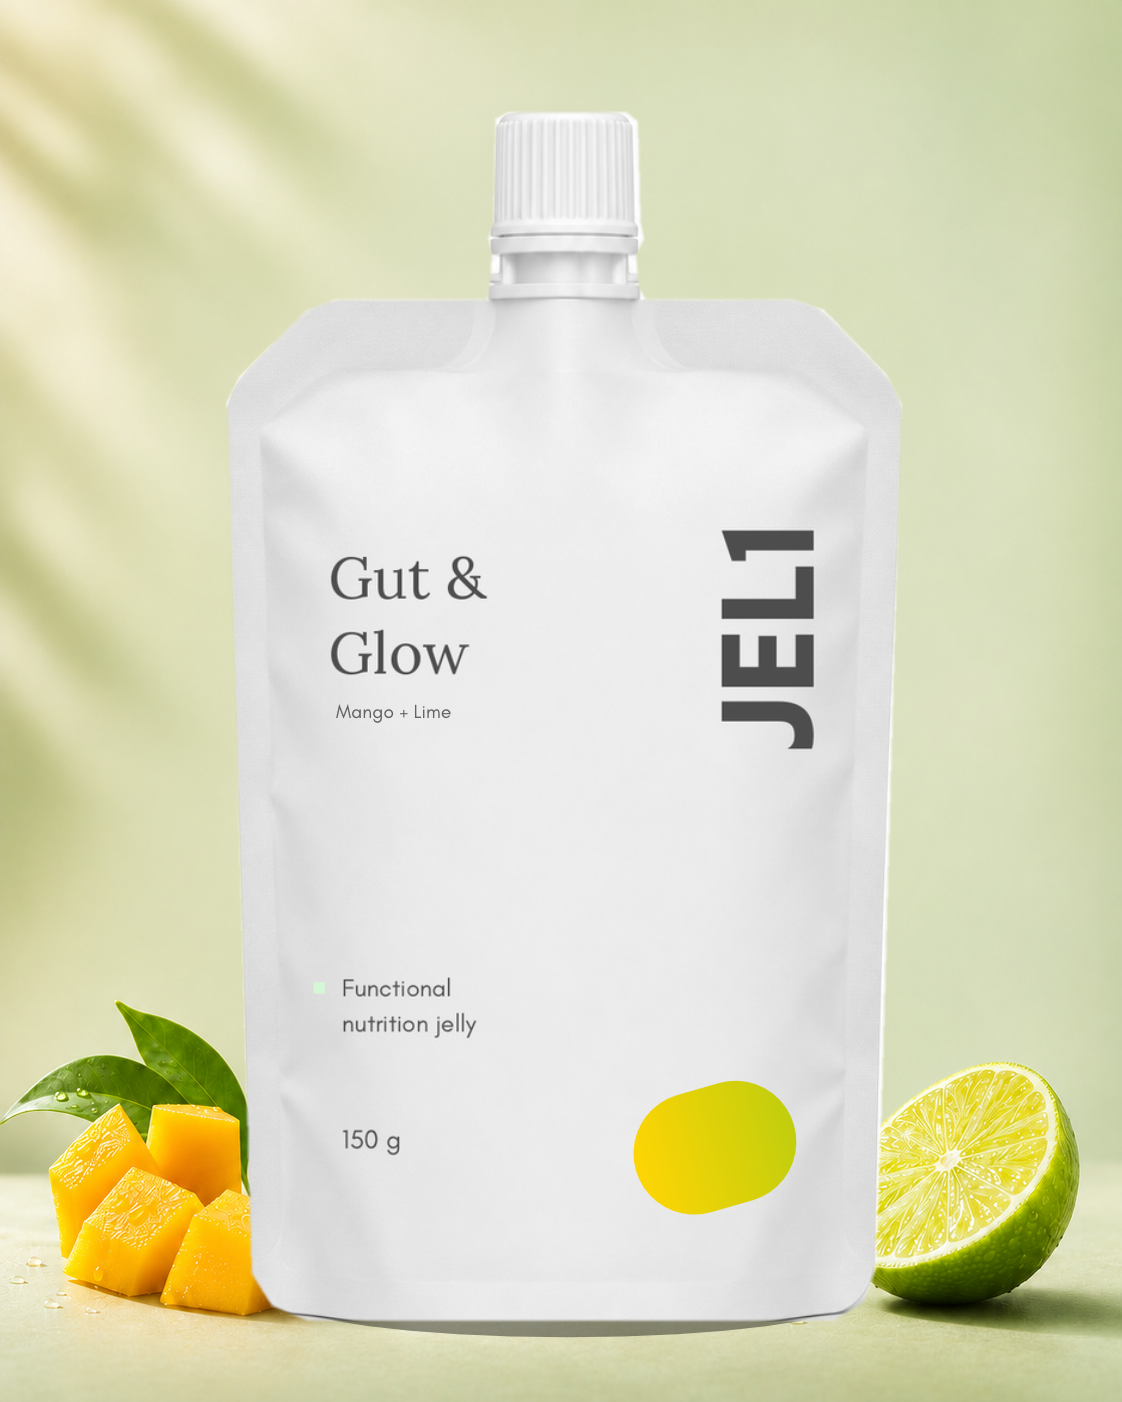 Gut &
Glow
Mango + Lime
JEL1
Functional
nutrition jelly
150 g